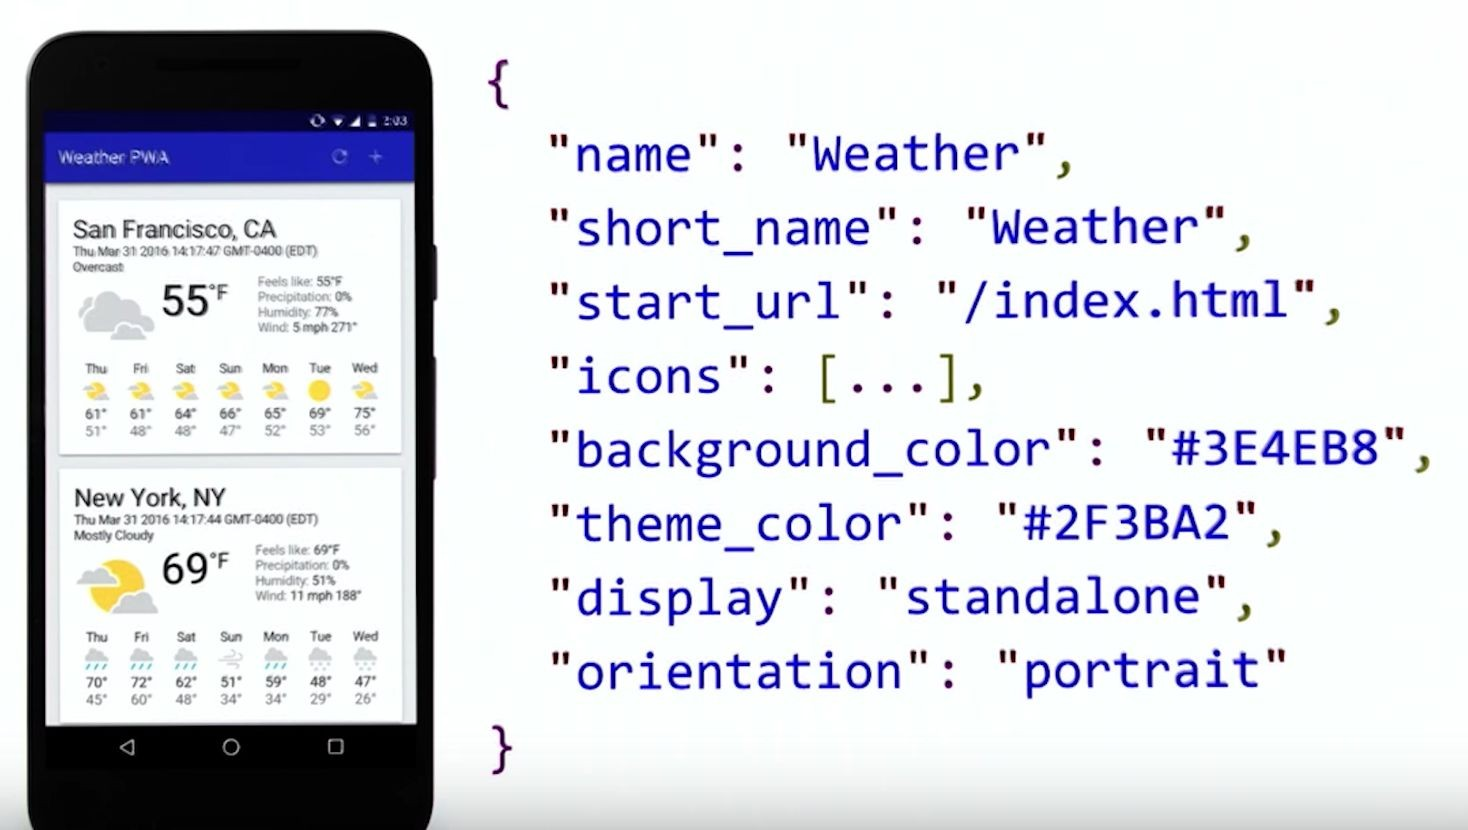 2:03
Weather PWA
San Francisco, CA
Thu Mar 31 2016 14:17:47 GMT-0400 (EDT)
Overcast
55°F
Feels like: 55°F
Precipitation: 0%
Humidity: 77%
Wind: 5 mph 271°
Thu Fri Sat Sun Mon Tue Wed
61° 61° 64° 66° 65° 69° 75°
51° 48° 48° 47° 52° 53° 56°
New York, NY
Thu Mar 31 2016 14:17:44 GMT-0400 (EDT)
Mostly Cloudy
69°F
Feels like: 69°F
Precipitation: 0%
Humidity: 51%
Wind: 11 mph 188°
Thu Fri Sat Sun Mon Tue Wed
70° 72° 62° 51° 59° 48° 47°
45° 60° 48° 34° 34° 29° 26°
{
"name": "Weather",
"short_name": "Weather",
"start_url": "/index.html",
"icons": [...],
"background_color": "#3E4EB8",
"theme_color": "#2F3BA2",
"display": "standalone",
"orientation": "portrait"
}